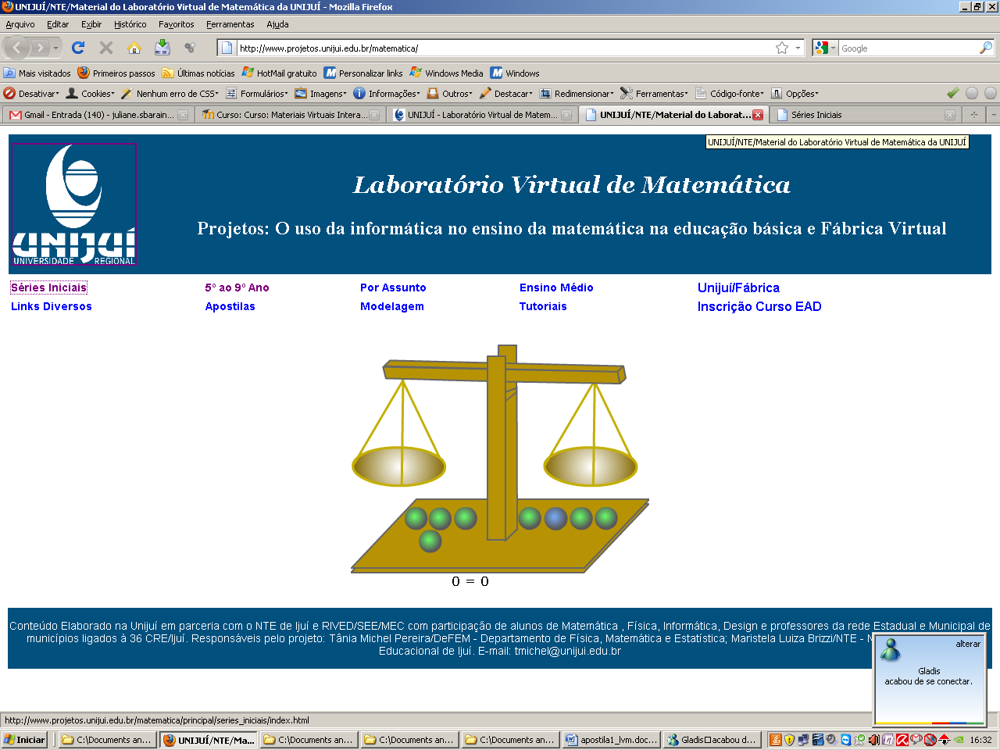 UNIJUÍ/NTE/Material do Laboratório Virtual de Matemática da UNIJUÍ - Mozilla Firefox
Arquivo Editar Exibir Histórico Favoritos Ferramentas Ajuda
http://www.projetos.unijui.edu.br/matematica/ Google
Mais visitados Primeiros passos Últimas notícias HotMail gratuito Personalizar links Windows Media Windows
Desativar Cookies Nenhum erro de CSS Formulários Imagens Informações Outros Destacar Redimensionar Ferramentas Código-fonte Opções
Gmail - Entrada (140) - juliane.sbarain... Curso: Curso: Materiais Virtuais Intera... UNIJUÍ - Laboratório Virtual de Matem... UNIJUÍ/NTE/Material do Laborat... Séries Iniciais
UNIJUÍ/NTE/Material do Laboratório Virtual de Matemática da UNIJUÍ
UNIJUÍ
UNIVERSIDADE REGIONAL
Laboratório Virtual de Matemática
Projetos: O uso da informática no ensino da matemática na educação básica e Fábrica Virtual
Séries Iniciais 5º ao 9º Ano Por Assunto Ensino Médio Unijuí/Fábrica
Links Diversos Apostilas Modelagem Tutoriais Inscrição Curso EAD
0 = 0
Conteúdo Elaborado na Unijuí em parceria com o NTE de Ijuí e RIVED/SEE/MEC com participação de alunos de Matemática , Física, Informática, Design e professores da rede Estadual e Municipal de
municípios ligados à 36 CRE/Ijuí. Responsáveis pelo projeto: Tânia Michel Pereira/DeFEM - Departamento de Física, Matemática e Estatística; Maristela Luiza Brizzi/NTE -
Educacional de Ijuí. E-mail: tmichel@unijui.edu.br
alterar
Gladis
acabou de se conectar.
http://www.projetos.unijui.edu.br/matematica/principal/series_iniciais/index.html
Iniciar C:\Documents an... UNIJUÍ/NTE/Ma... C:\Documents an... C:\Documents an... C:\Documents an... apostila1_lvm.doc... Gladis acabou d... 16:32